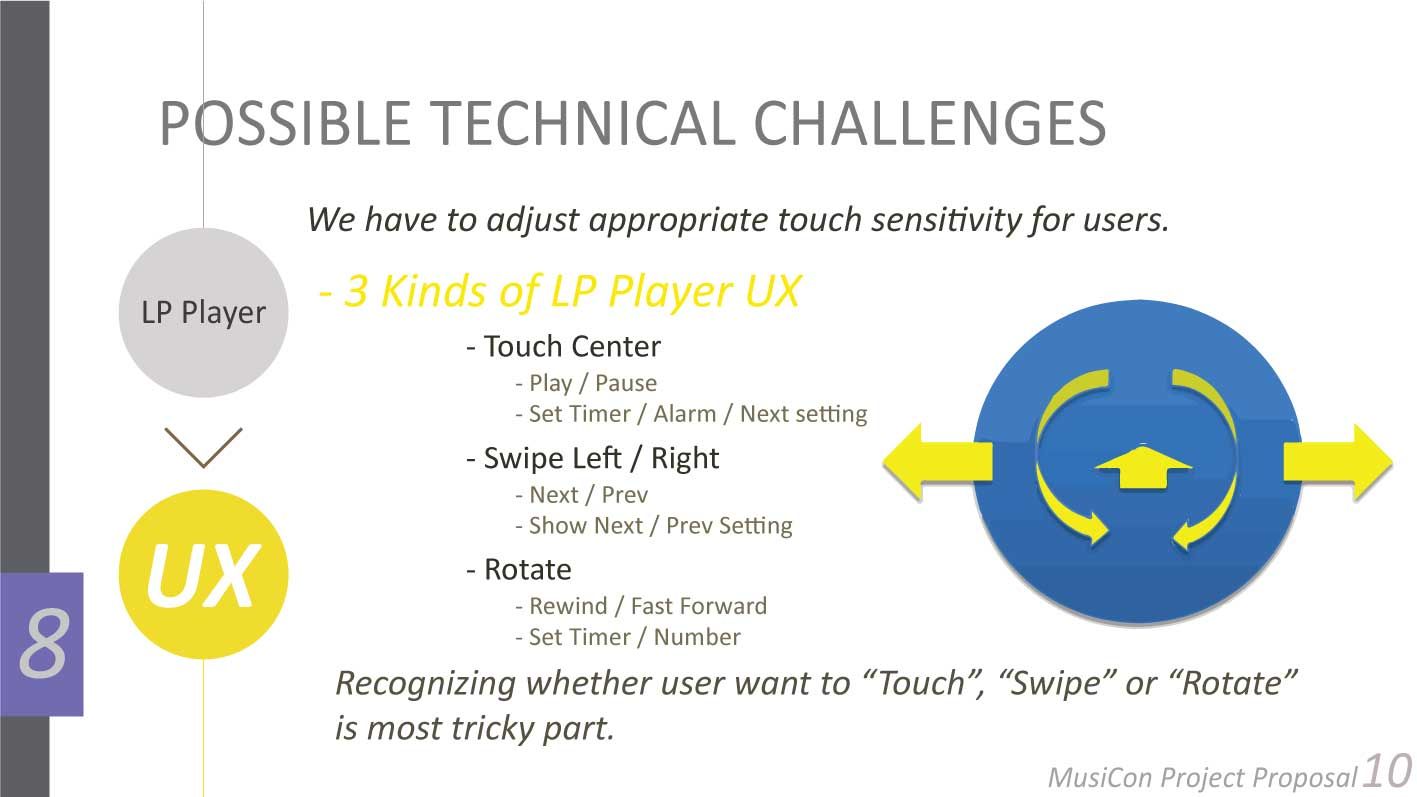 POSSIBLE TECHNICAL CHALLENGES
We have to adjust appropriate touch sensitivity for users.
LP Player
- 3 Kinds of LP Player UX
- Touch Center
- Play / Pause
- Set Timer / Alarm / Next setting
- Swipe Left / Right
- Next / Prev
- Show Next / Prev Setting
- Rotate
- Rewind / Fast Forward
- Set Timer / Number
UX
8
Recognizing whether user want to “Touch”, “Swipe” or “Rotate”
is most tricky part.
MusiCon Project Proposal 10